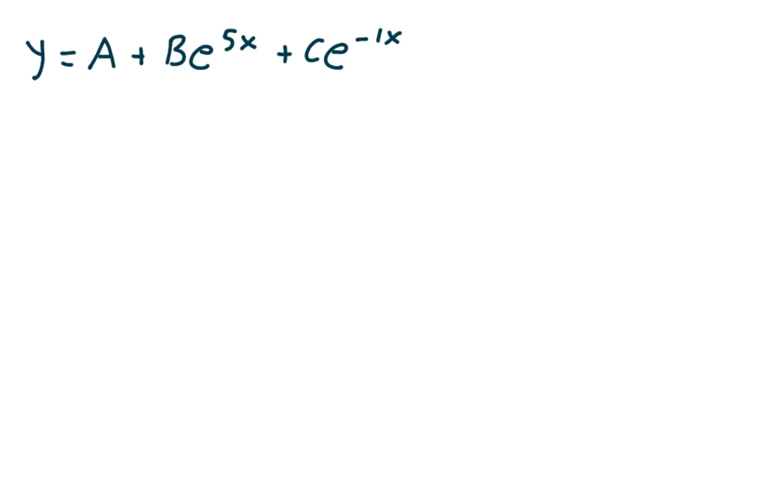 y = A + Be^{5x} + Ce^{-1x}